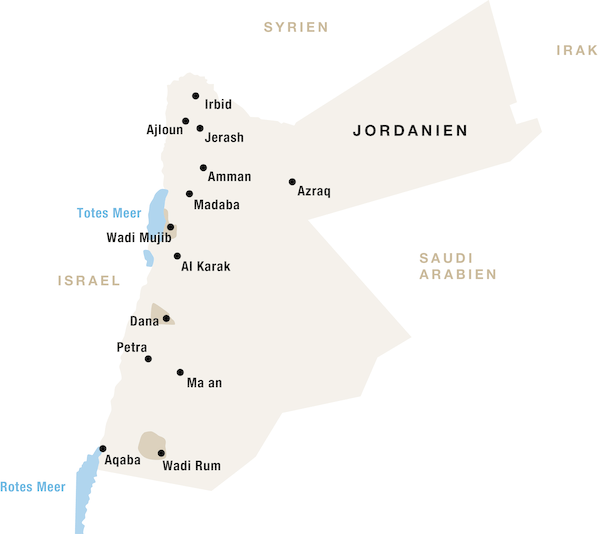 SYRIEN
IRAK
Irbid
Ajloun
JORDANIEN
Jerash
Amman
Azraq
Madaba
Totes Meer
Wadi Mujib
SAUDI
ARABIEN
Al Karak
ISRAEL
Dana
Petra
Ma an
Aqaba
Wadi Rum
Rotes Meer